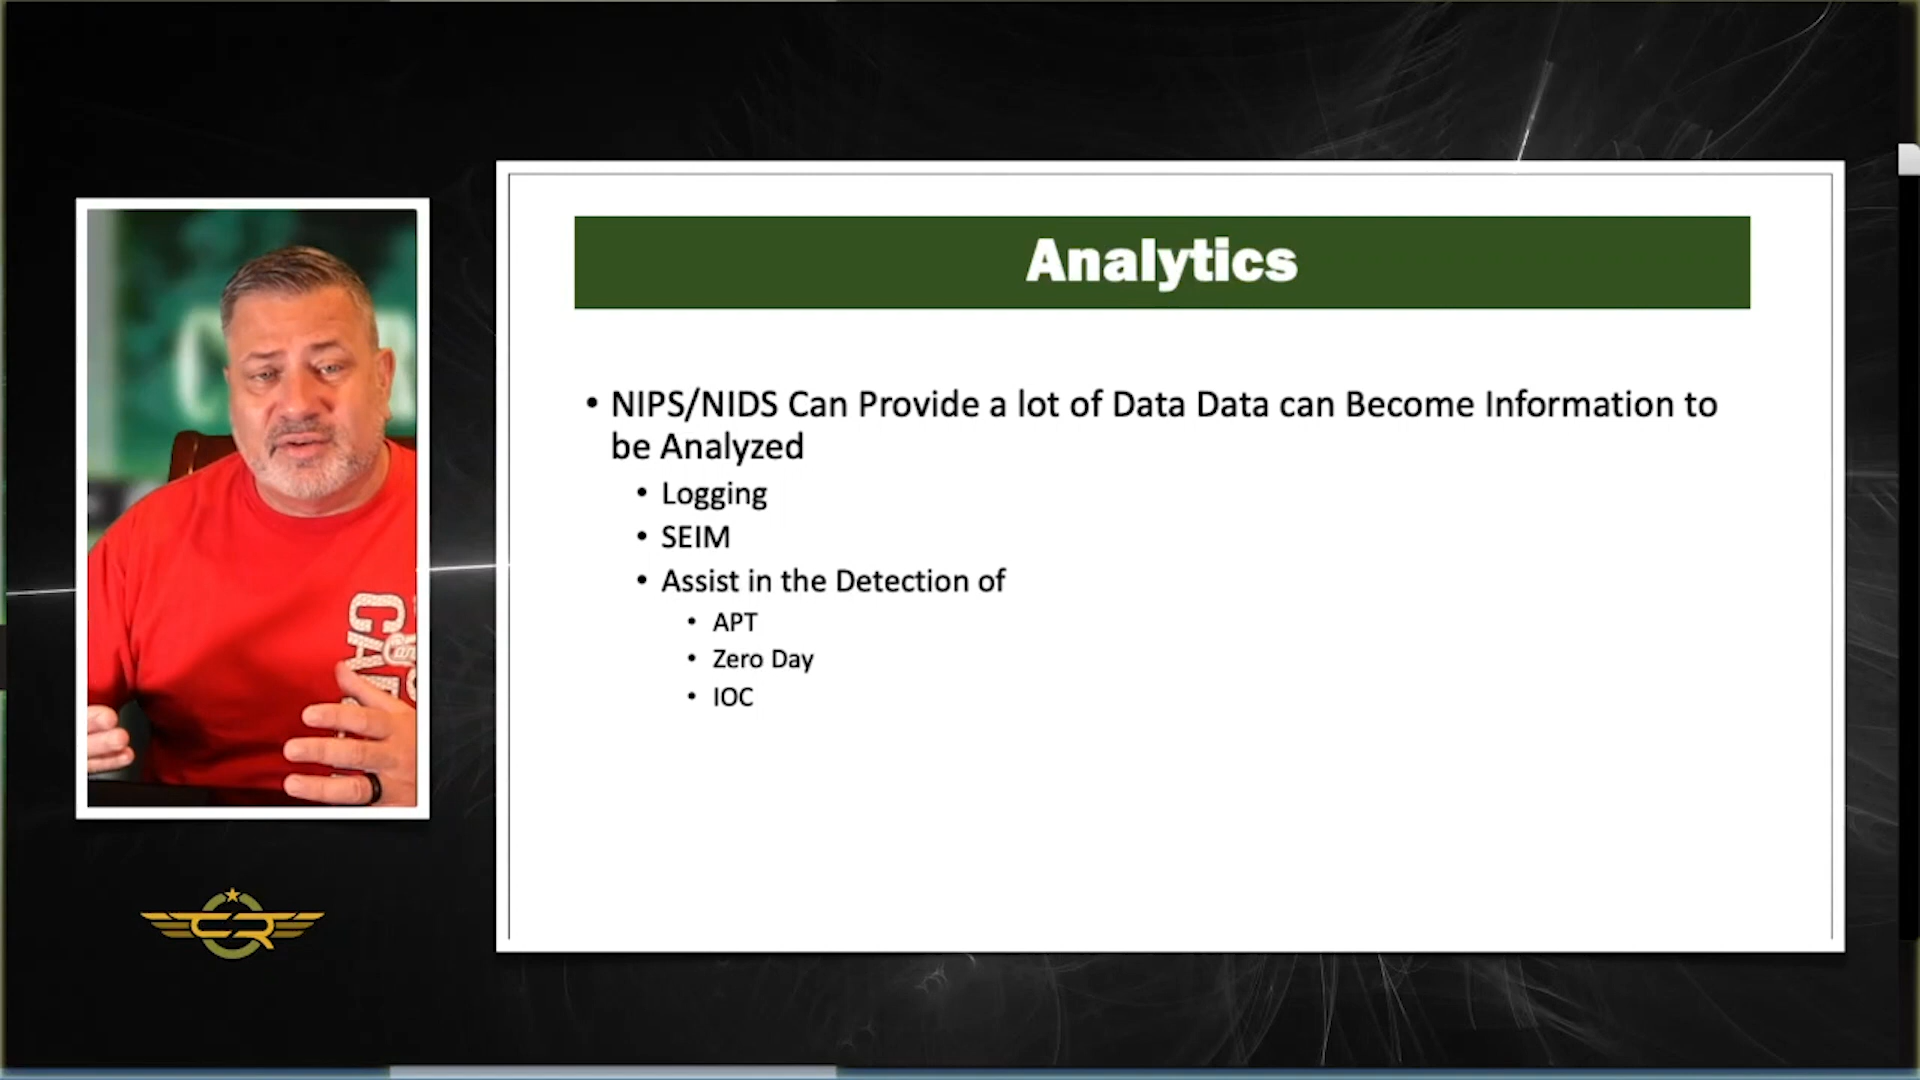 Analytics
• NIPS/NIDS Can Provide a lot of Data Data can Become Information to
be Analyzed
• Logging
• SEIM
• Assist in the Detection of
• APT
• Zero Day
• IOC
CR